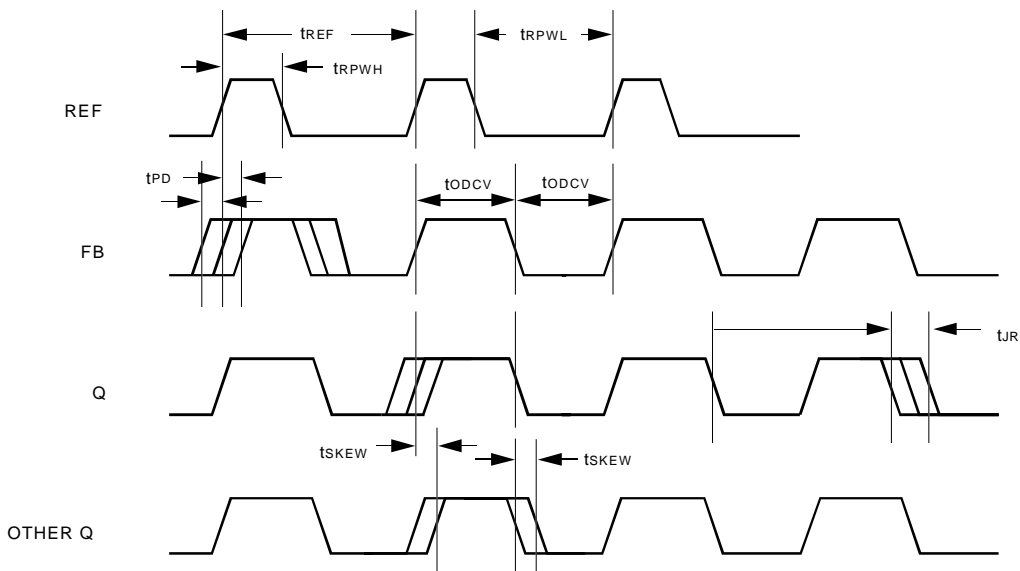 tREF
tRPWL
tRPWH
REF
tPD
tODCV
tODCV
FB
tJR
Q
tSKEW
tSKEW
OTHER Q